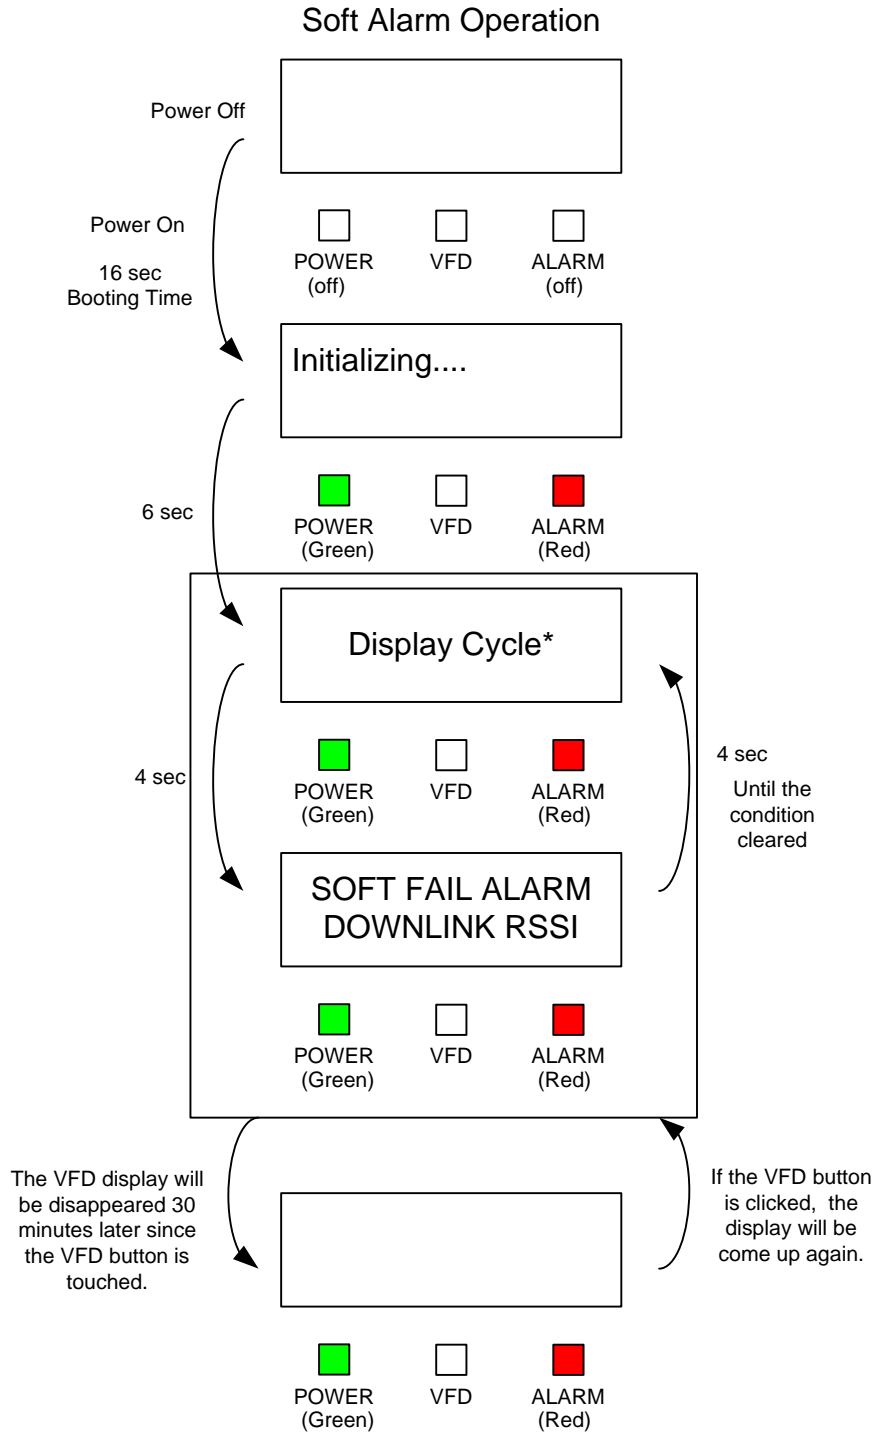 Soft Alarm Operation
Power Off
Power On
16 sec
Booting Time
POWER
(off)
VFD
ALARM
(off)
Initializing....
6 sec
POWER
(Green)
VFD
ALARM
(Red)
Display Cycle*
4 sec
POWER
(Green)
VFD
ALARM
(Red)
4 sec
Until the
condition
cleared
SOFT FAIL ALARM
DOWNLINK RSSI
POWER
(Green)
VFD
ALARM
(Red)
The VFD display will
be disappeared 30
minutes later since
the VFD button is
touched.
If the VFD button
is clicked, the
display will be
come up again.
POWER
(Green)
VFD
ALARM
(Red)